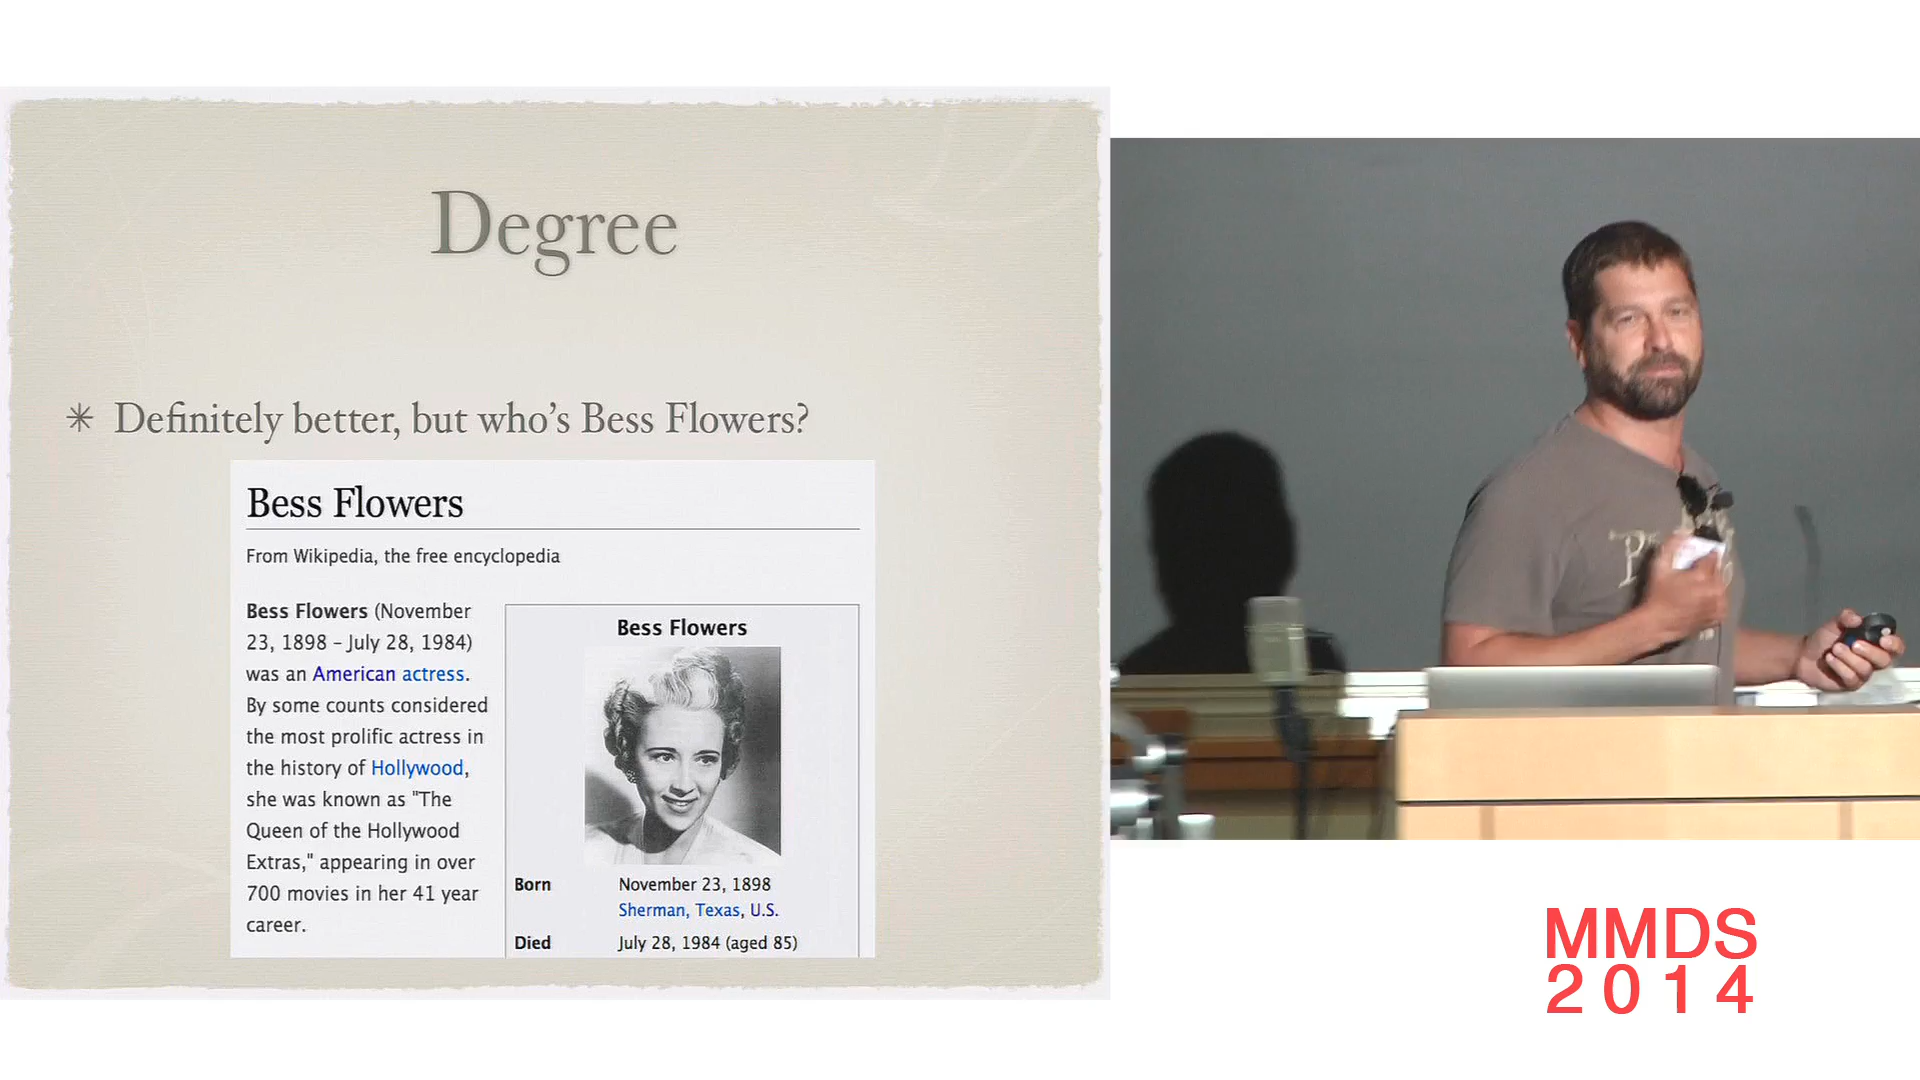 Degree
✳ Definitely better, but who's Bess Flowers?
Bess Flowers
From Wikipedia, the free encyclopedia
Bess Flowers (November
23, 1898 – July 28, 1984)
was an American actress.
By some counts considered
the most prolific actress in
the history of Hollywood,
she was known as "The
Queen of the Hollywood
Extras," appearing in over
700 movies in her 41 year
career.
Bess Flowers
Born November 23, 1898
Sherman, Texas, U.S.
Died July 28, 1984 (aged 85)
MMDS
2014